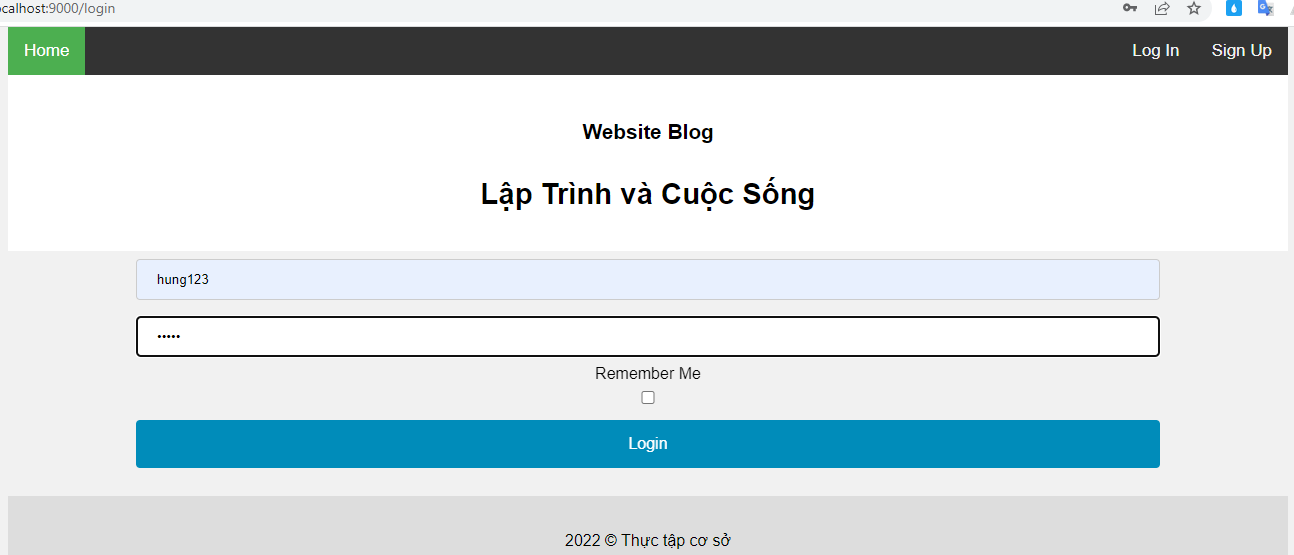 ocalhost:9000/login
Home Log In Sign Up
Website Blog
Lập Trình và Cuộc Sống
hung123
•••••
Remember Me
Login
2022 © Thực tập cơ sở